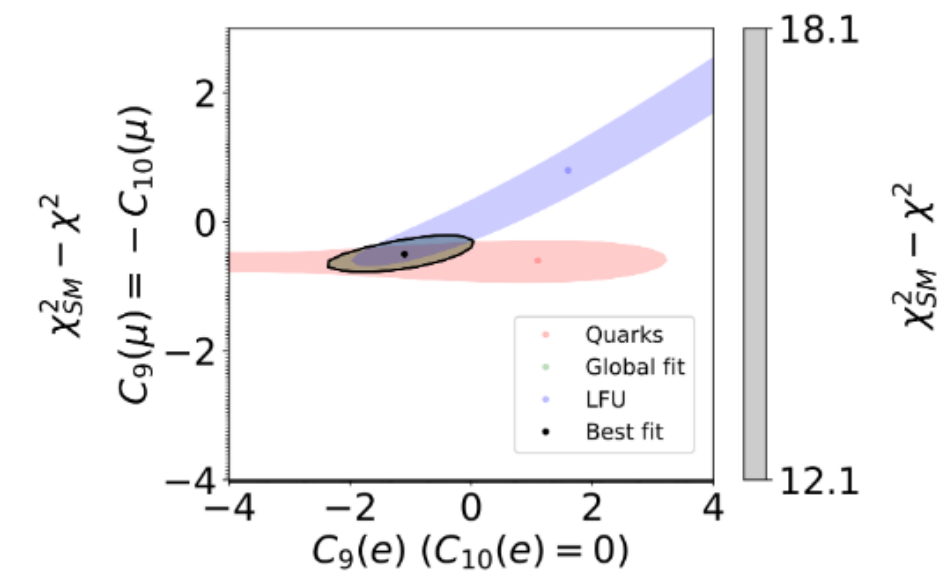 χ²_SM − χ²
C₉(μ) = − C₁₀(μ)
2
0
−2
−4
−4 −2 0 2 4
C₉(e) (C₁₀(e) = 0)
Quarks
Global fit
LFU
Best fit
18.1
12.1
χ²_SM − χ²